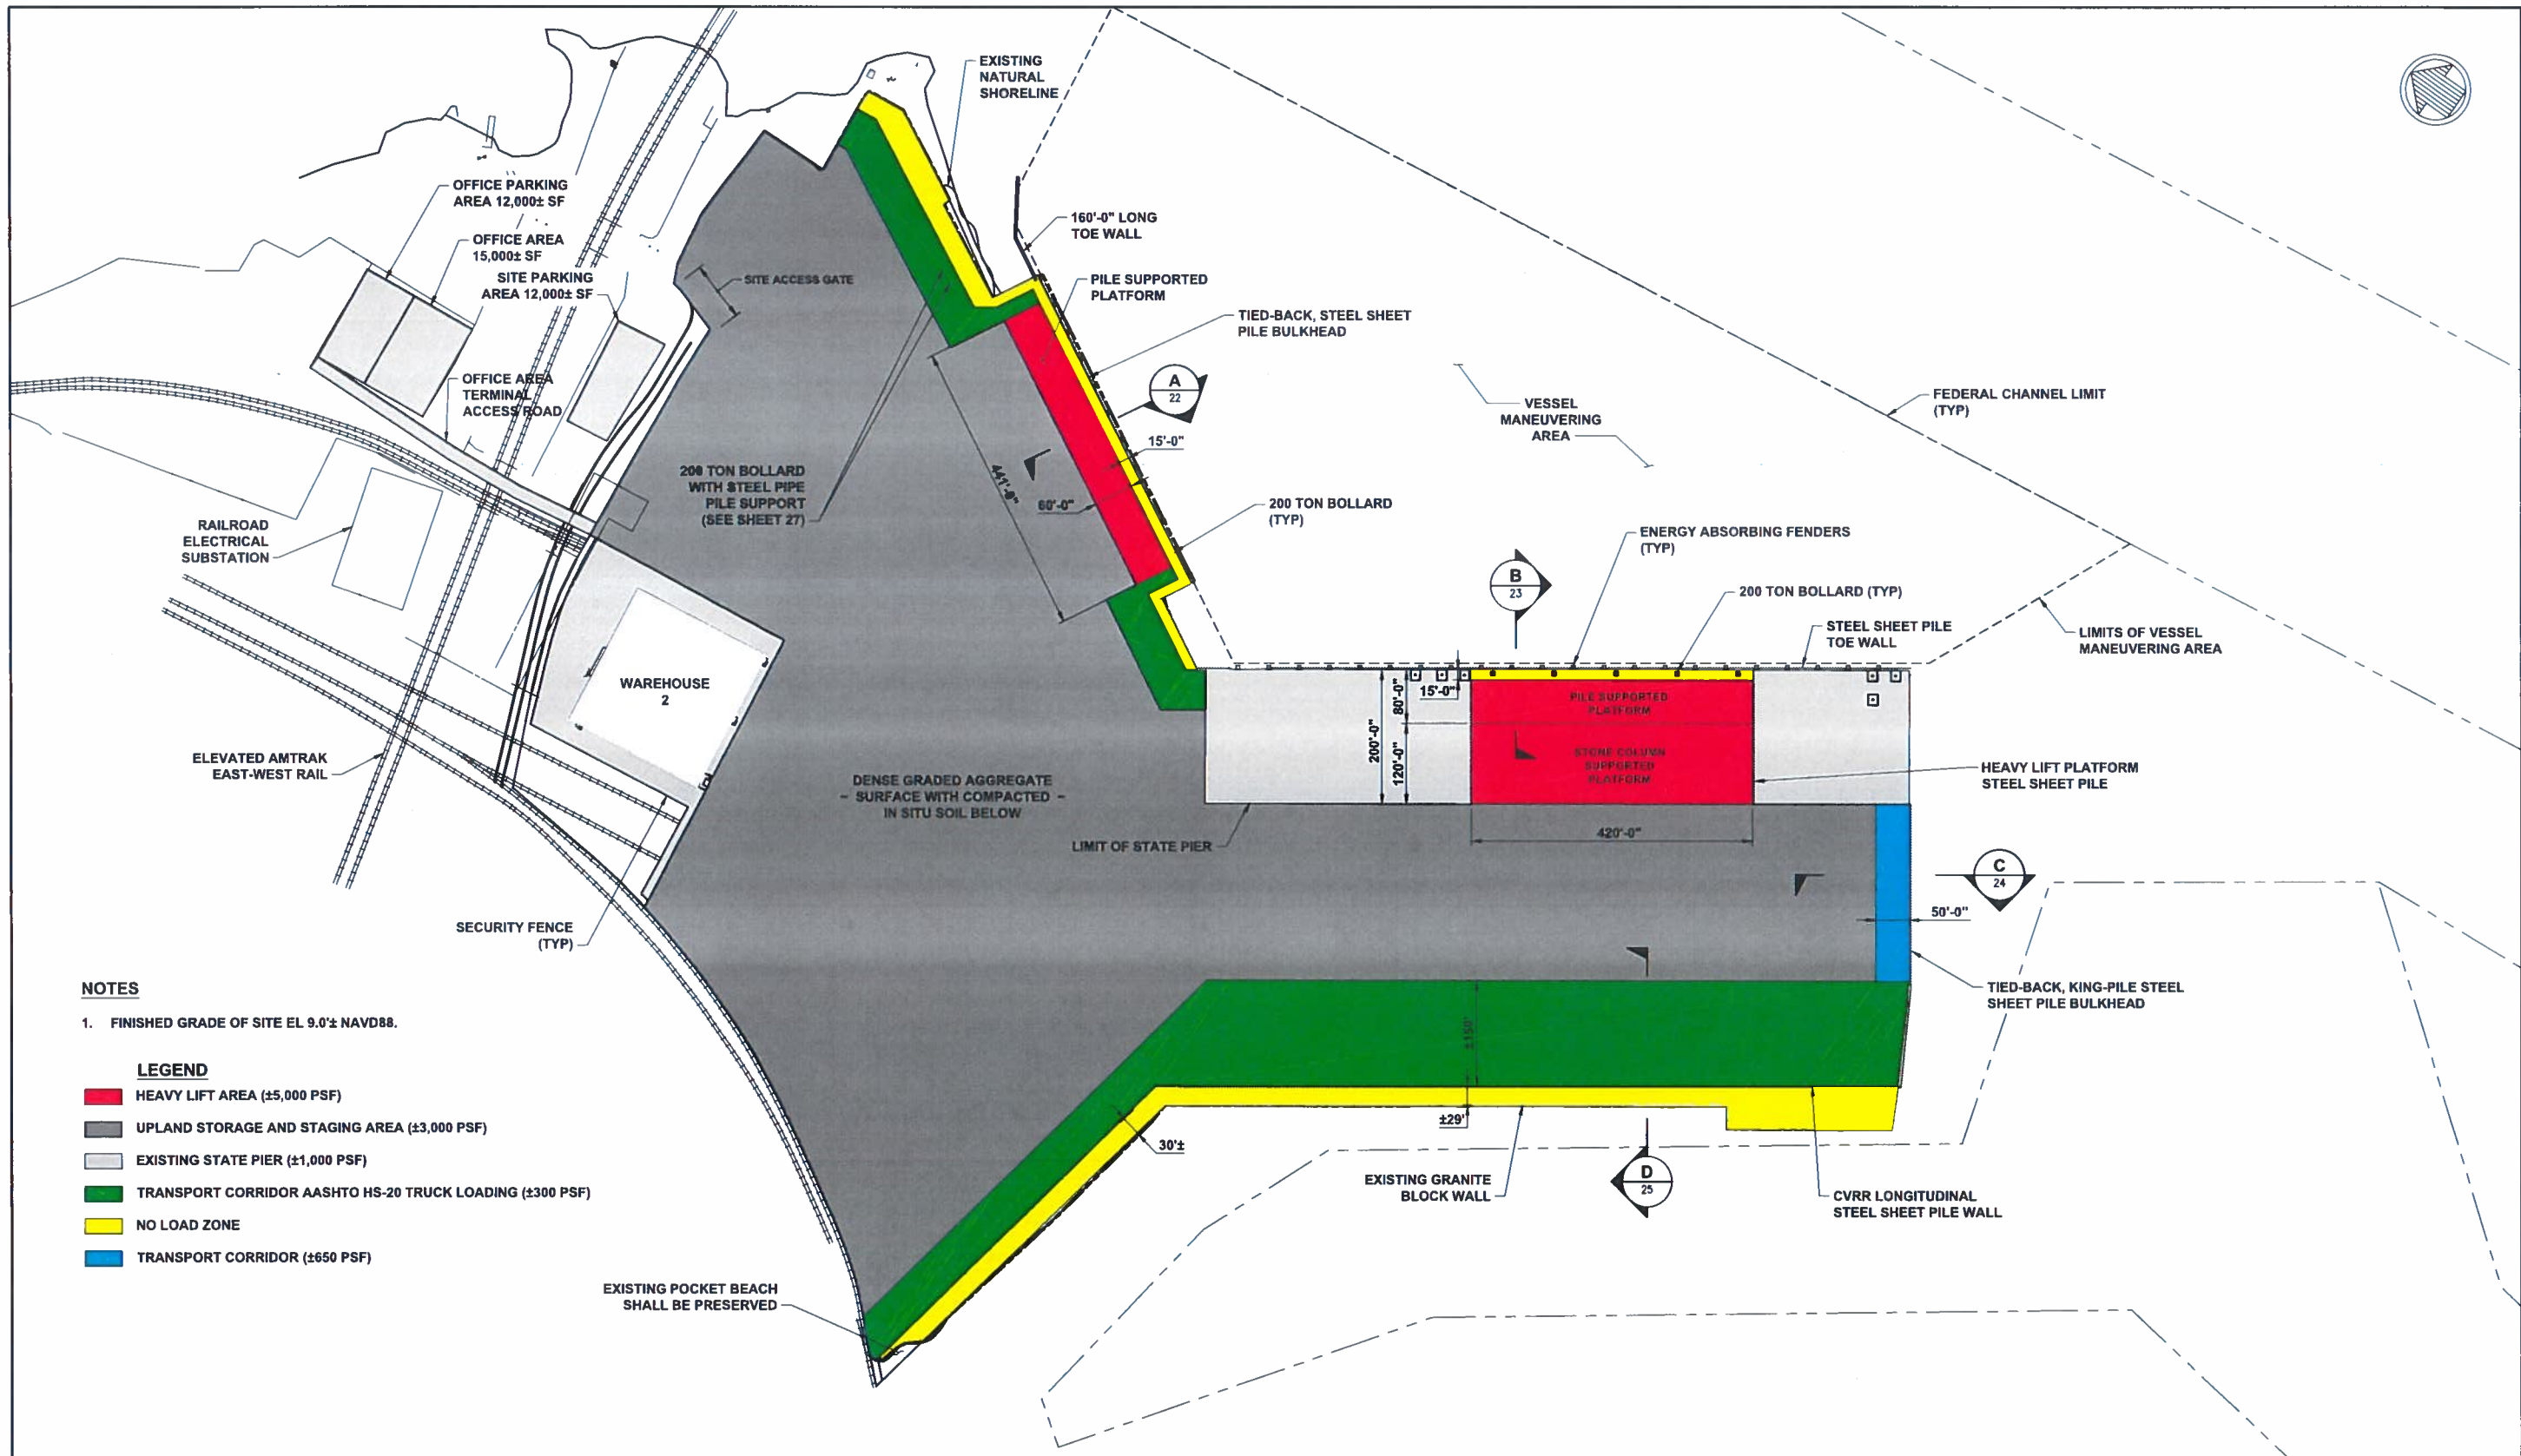 EXISTING
NATURAL
SHORELINE
OFFICE PARKING
AREA 12,000± SF
OFFICE AREA
15,000± SF
SITE PARKING
AREA 12,000± SF
SITE ACCESS GATE
160'-0" LONG
TOE WALL
PILE SUPPORTED
PLATFORM
TIED-BACK, STEEL SHEET
PILE BULKHEAD
A
22
15'-0"
441'-0"
60'-0"
OFFICE AREA
TERMINAL
ACCESS ROAD
VESSEL
MANEUVERING
AREA
FEDERAL CHANNEL LIMIT
(TYP)
200 TON BOLLARD
WITH STEEL PIPE
PILE SUPPORT
(SEE SHEET 27)
200 TON BOLLARD
(TYP)
RAILROAD
ELECTRICAL
SUBSTATION
ENERGY ABSORBING FENDERS
(TYP)
B
23
200 TON BOLLARD (TYP)
STEEL SHEET PILE
TOE WALL
LIMITS OF VESSEL
MANEUVERING AREA
WAREHOUSE
2
15'-0"
80'-0"
200'-0"
120'-0"
PILE SUPPORTED
PLATFORM
STONE COLUMN
SUPPORTED
PLATFORM
ELEVATED AMTRAK
EAST-WEST RAIL
DENSE GRADED AGGREGATE
- SURFACE WITH COMPACTED -
IN SITU SOIL BELOW
HEAVY LIFT PLATFORM
STEEL SHEET PILE
LIMIT OF STATE PIER
420'-0"
C
24
50'-0"
SECURITY FENCE
(TYP)
TIED-BACK, KING-PILE STEEL
SHEET PILE BULKHEAD
±150'
±29'
30'±
EXISTING GRANITE
BLOCK WALL
D
25
CVRR LONGITUDINAL
STEEL SHEET PILE WALL
EXISTING POCKET BEACH
SHALL BE PRESERVED
NOTES
1. FINISHED GRADE OF SITE EL 9.0'± NAVD88.
LEGEND
HEAVY LIFT AREA (±5,000 PSF)
UPLAND STORAGE AND STAGING AREA (±3,000 PSF)
EXISTING STATE PIER (±1,000 PSF)
TRANSPORT CORRIDOR AASHTO HS-20 TRUCK LOADING (±300 PSF)
NO LOAD ZONE
TRANSPORT CORRIDOR (±650 PSF)